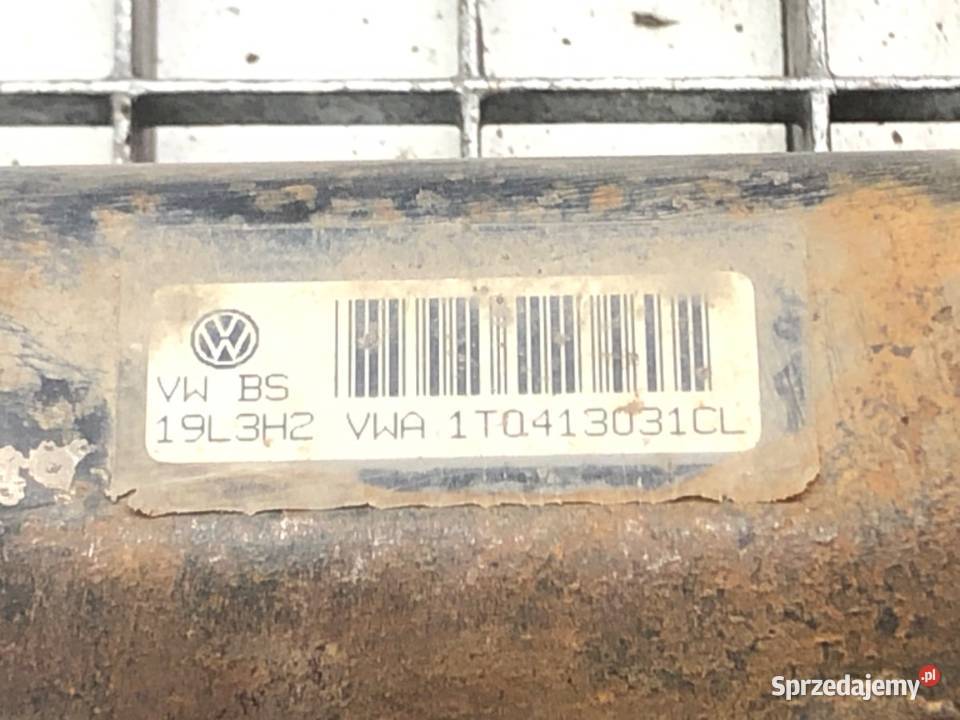 VW BS
19L3H2 VWA 1T0413031CL
Sprzedajemy.pl